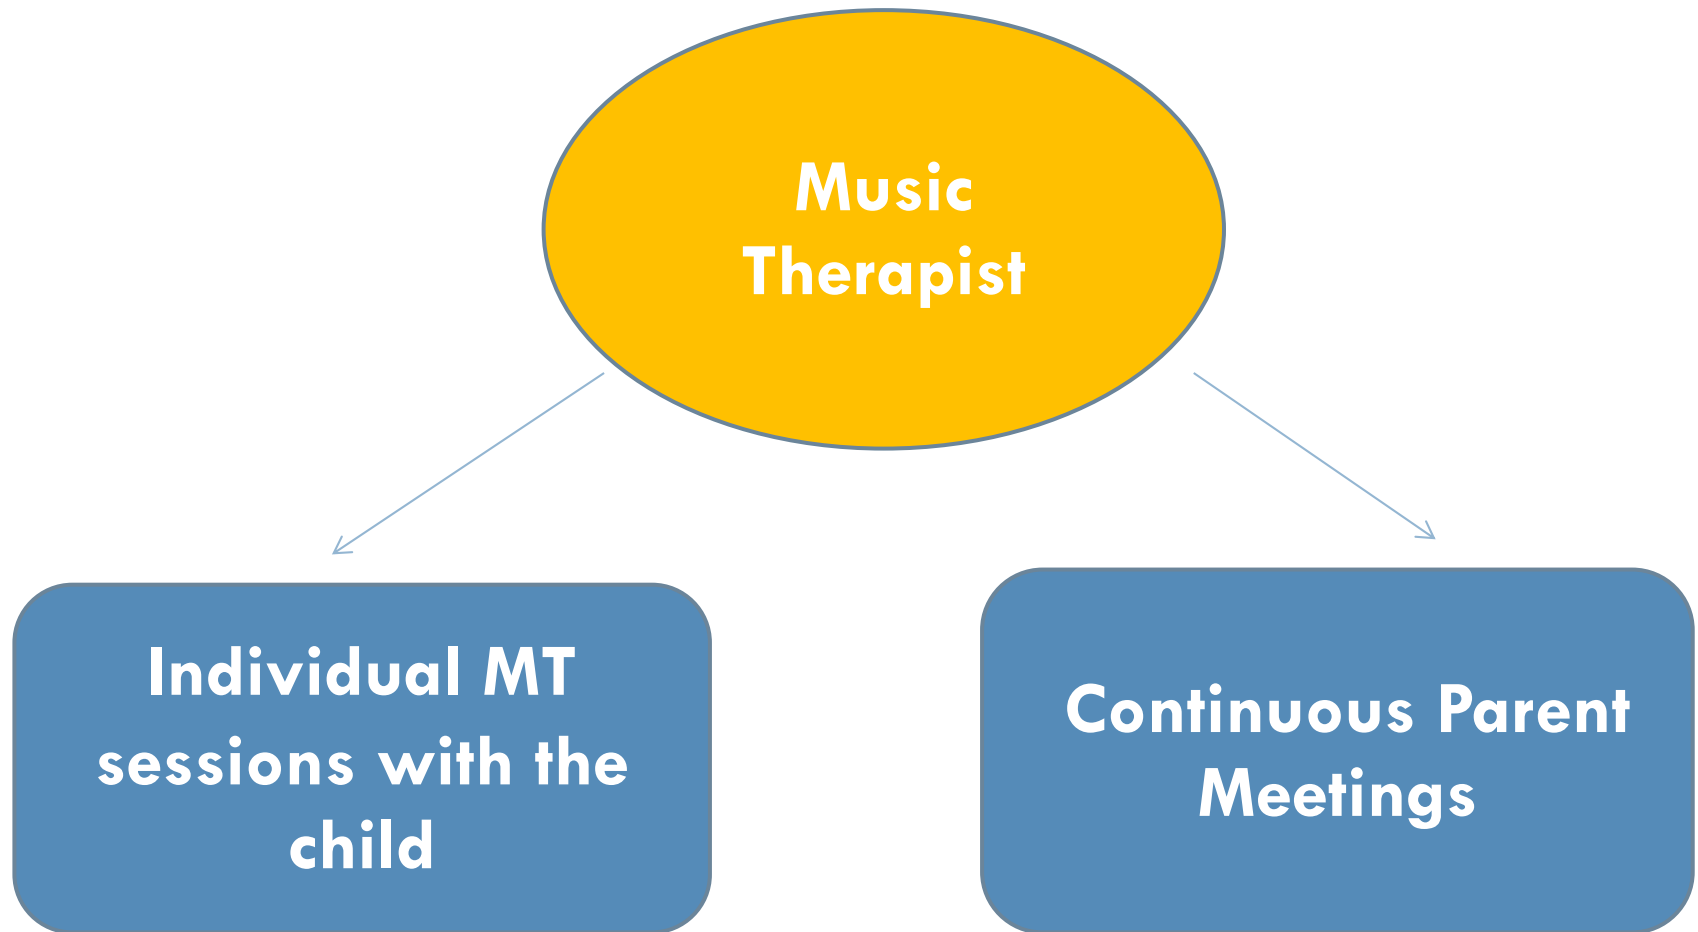 Music
Therapist
Individual MT
sessions with the
child
Continuous Parent
Meetings